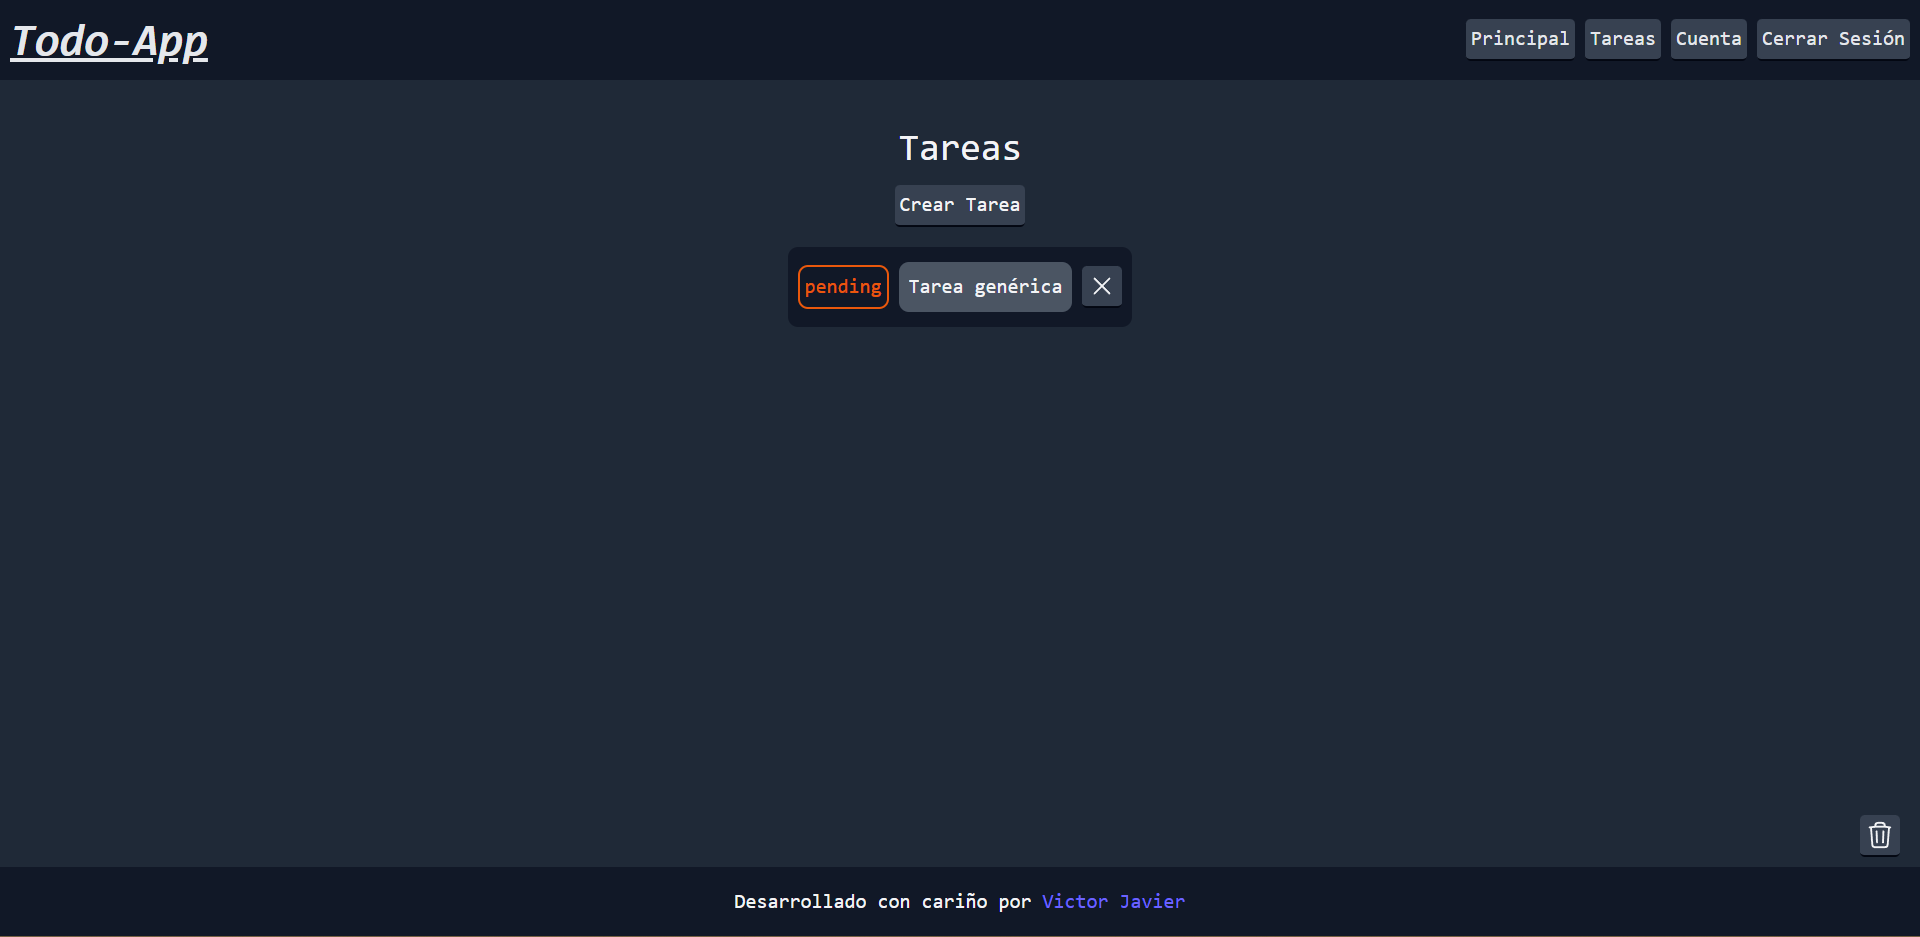 Todo-App
Principal Tareas Cuenta Cerrar Sesión
Tareas
Crear Tarea
pending Tarea genérica
Desarrollado con cariño por Victor Javier